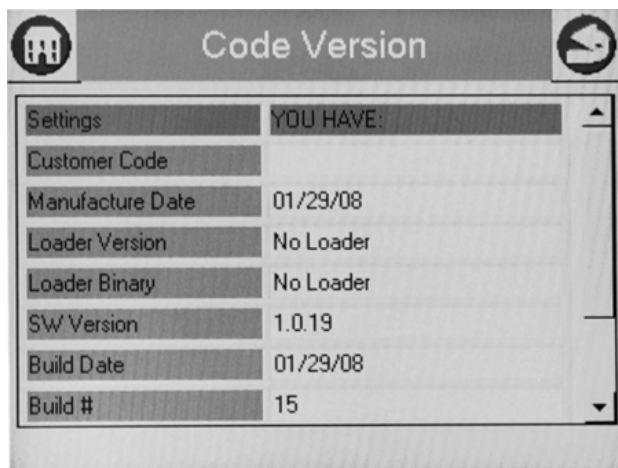 Code Version
Settings YOU HAVE:
Customer Code
Manufacture Date 01/29/08
Loader Version No Loader
Loader Binary No Loader
SW Version 1.0.19
Build Date 01/29/08
Build # 15